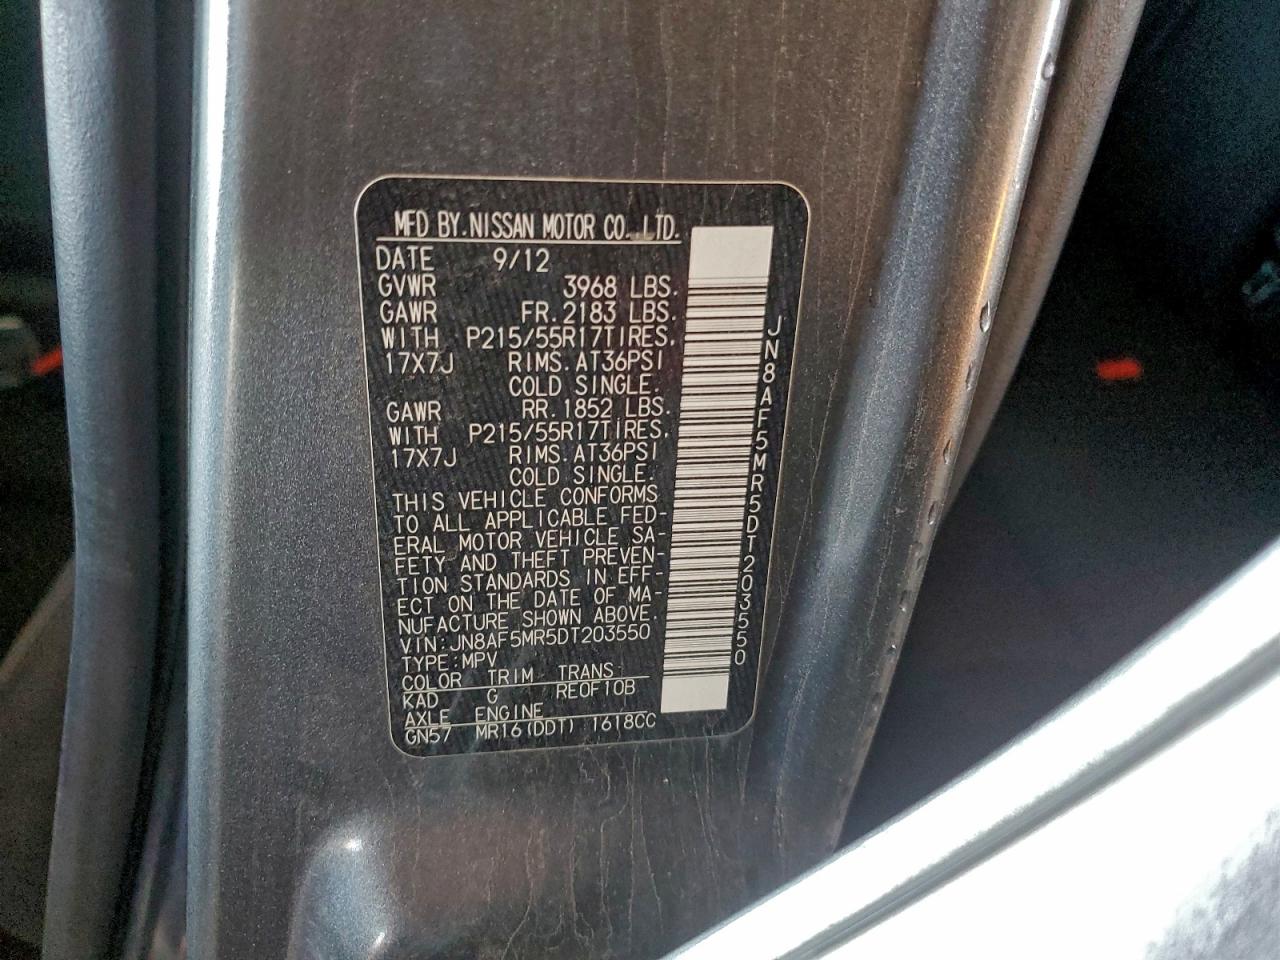 MFD BY.NISSAN MOTOR CO.,LTD.
DATE 9/12
GVWR 3968 LBS.
GAWR FR.2183 LBS.
WITH P215/55R17TIRES.
17X7J RIMS.AT36PSI
COLD SINGLE.
GAWR RR.1852 LBS.
WITH P215/55R17TIRES.
17X7J RIMS.AT36PSI
COLD SINGLE.
THIS VEHICLE CONFORMS
TO ALL APPLICABLE FED-
ERAL MOTOR VEHICLE SA-
FETY AND THEFT PREVEN-
TION STANDARDS IN EFF-
ECT ON THE DATE OF MA-
NUFACTURE SHOWN ABOVE.
VIN:JN8AF5MR5DT203550
TYPE:MPV
COLOR TRIM TRANS:
KAD G RE0F10B
AXLE ENGINE
GN57 MR16(DDT) 1618CC
JN8AF5MR5DT203550